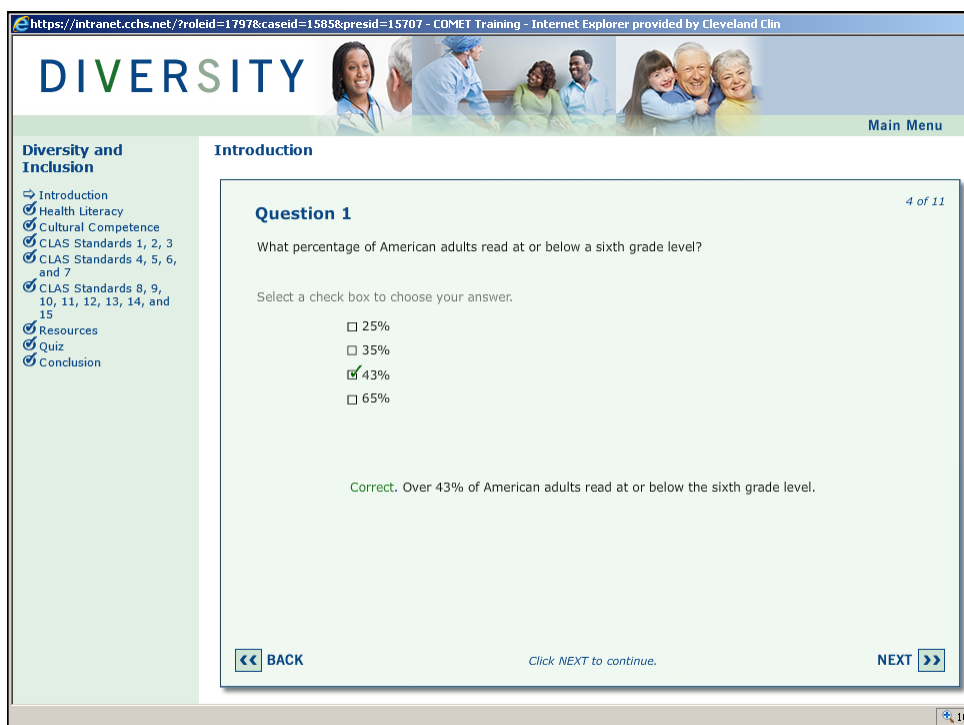 https://intranet.cchs.net/?roleid=1797&caseid=1585&presid=15707 - COMET Training - Internet Explorer provided by Cleveland Clin
DIVERSITY
Main Menu
Diversity and
Inclusion
Introduction
Health Literacy
Cultural Competence
CLAS Standards 1, 2, 3
CLAS Standards 4, 5, 6,
and 7
CLAS Standards 8, 9,
10, 11, 12, 13, 14, and
15
Resources
Quiz
Conclusion
Introduction
4 of 11
Question 1
What percentage of American adults read at or below a sixth grade level?
Select a check box to choose your answer.
25%
35%
43%
65%
Correct. Over 43% of American adults read at or below the sixth grade level.
BACK
Click NEXT to continue.
NEXT